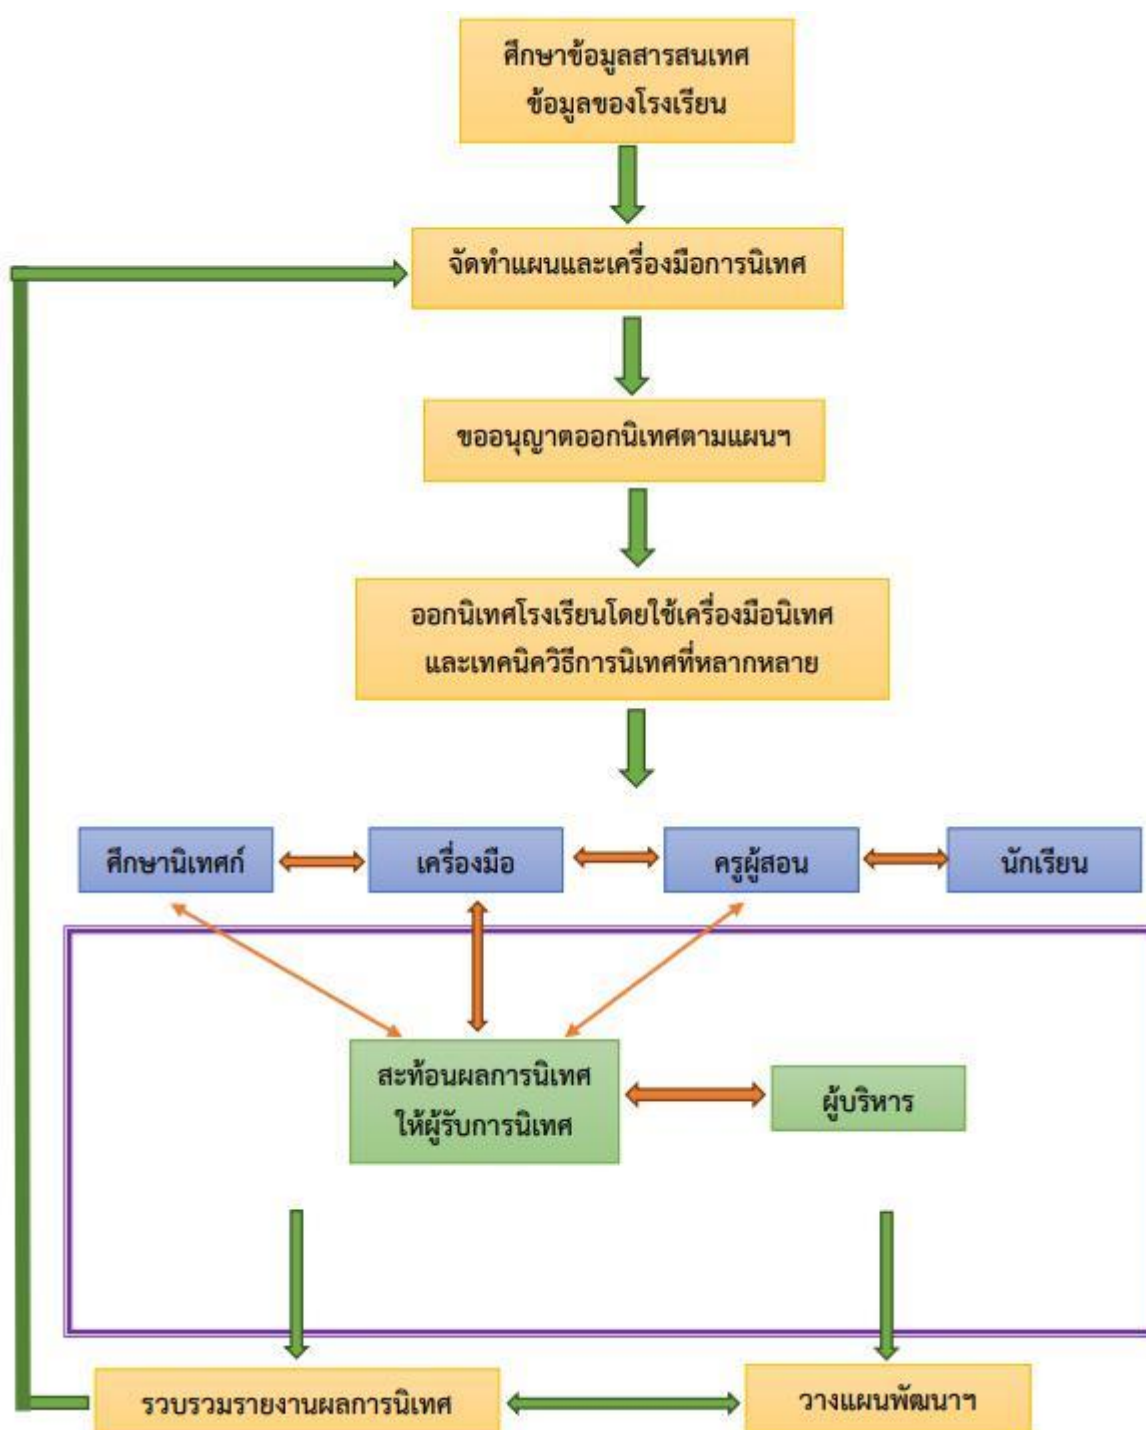 ศึกษาข้อมูลสารสนเทศ
ข้อมูลของโรงเรียน
จัดทำแผนและเครื่องมือการนิเทศ
ขออนุญาตออกนิเทศตามแผนฯ
ออกนิเทศโรงเรียนโดยใช้เครื่องมือนิเทศ
และเทคนิควิธีการนิเทศที่หลากหลาย
ศึกษานิเทศก์
เครื่องมือ
ครูผู้สอน
นักเรียน
สะท้อนผลการนิเทศ
ให้ผู้รับการนิเทศ
ผู้บริหาร
รวบรวมรายงานผลการนิเทศ
วางแผนพัฒนาฯ